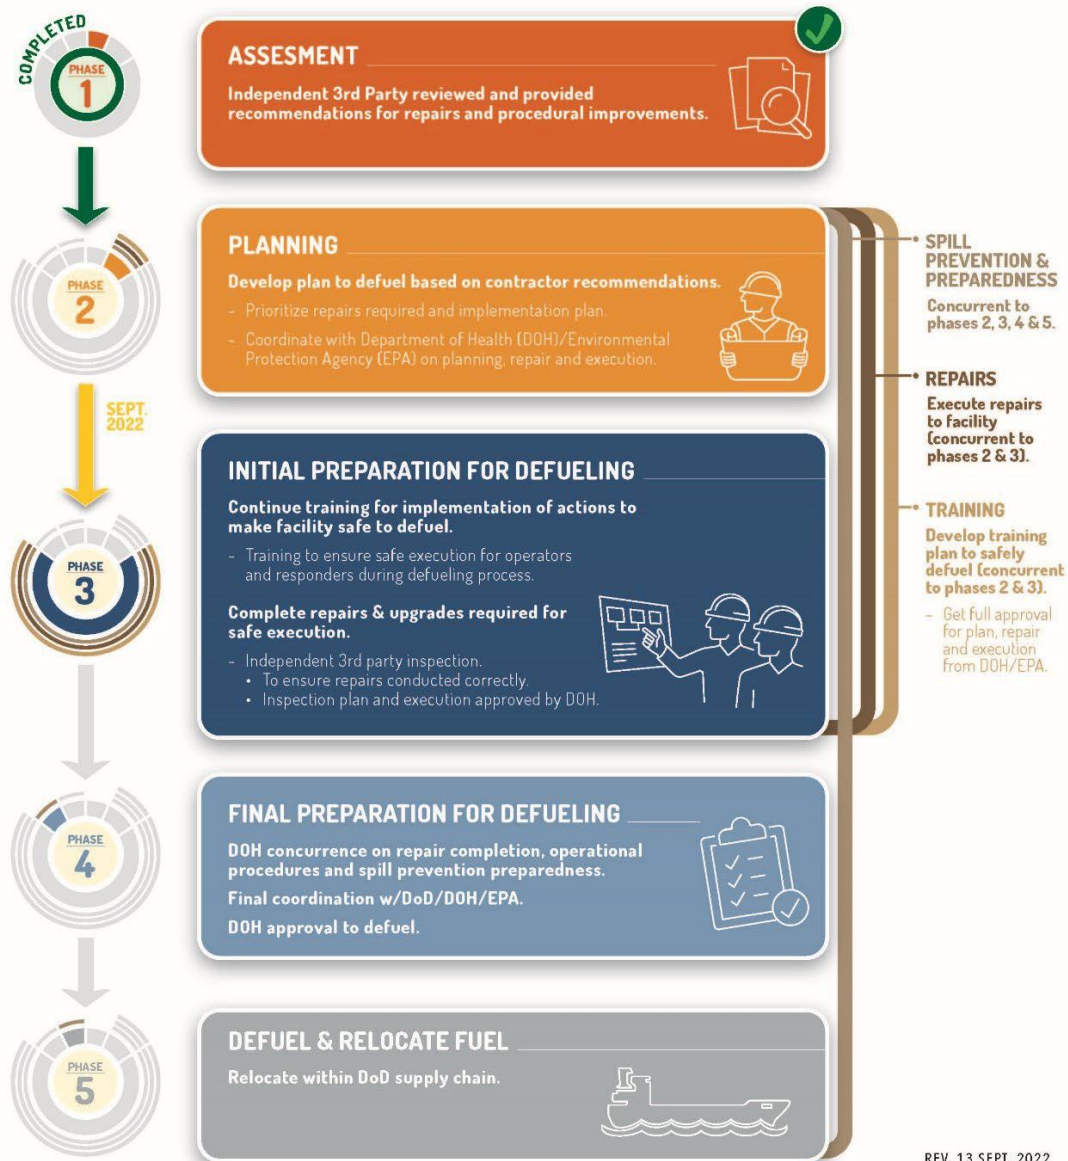 COMPLETED
PHASE
1
ASSESMENT
Independent 3rd Party reviewed and provided
recommendations for repairs and procedural improvements.
PHASE
2
PLANNING
Develop plan to defuel based on contractor recommendations.
- Prioritize repairs required and implementation plan.
- Coordinate with Department of Health (DOH)/Environmental
Protection Agency (EPA) on planning, repair and execution.
• SPILL
PREVENTION &
PREPAREDNESS
Concurrent to
phases 2, 3, 4 & 5.
• REPAIRS
Execute repairs
to facility
(concurrent to
phases 2 & 3).
• TRAINING
Develop training
plan to safely
defuel (concurrent
to phases 2 & 3).
- Get full approval
for plan, repair
and execution
from DOH/EPA.
SEPT.
2022
PHASE
3
INITIAL PREPARATION FOR DEFUELING
Continue training for implementation of actions to
make facility safe to defuel.
- Training to ensure safe execution for operators
and responders during defueling process.
Complete repairs & upgrades required for
safe execution.
- Independent 3rd party inspection.
• To ensure repairs conducted correctly.
• Inspection plan and execution approved by DOH.
PHASE
4
FINAL PREPARATION FOR DEFUELING
DOH concurrence on repair completion, operational
procedures and spill prevention preparedness.
Final coordination w/DoD/DOH/EPA.
DOH approval to defuel.
PHASE
5
DEFUEL & RELOCATE FUEL
Relocate within DoD supply chain.
REV. 13 SEPT. 2022